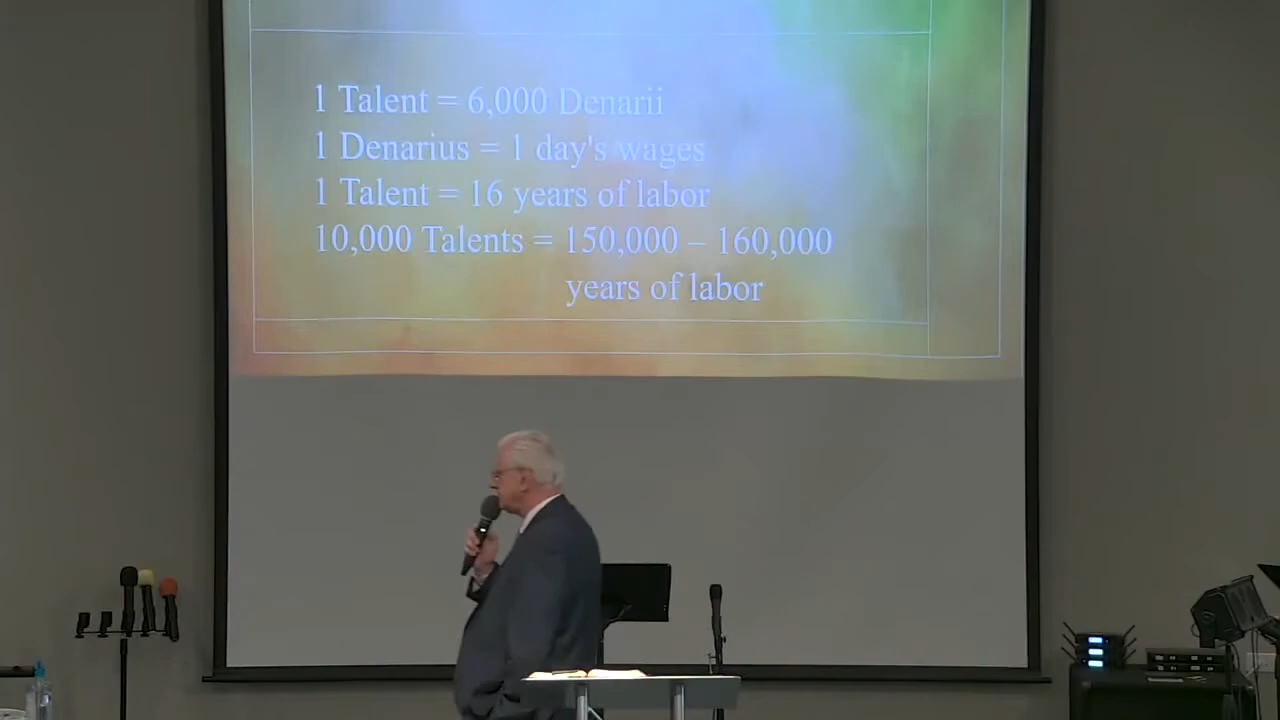 1 Talent = 6,000 Denarii
1 Denarius = 1 day's wages
1 Talent = 16 years of labor
10,000 Talents = 150,000 – 160,000
years of labor